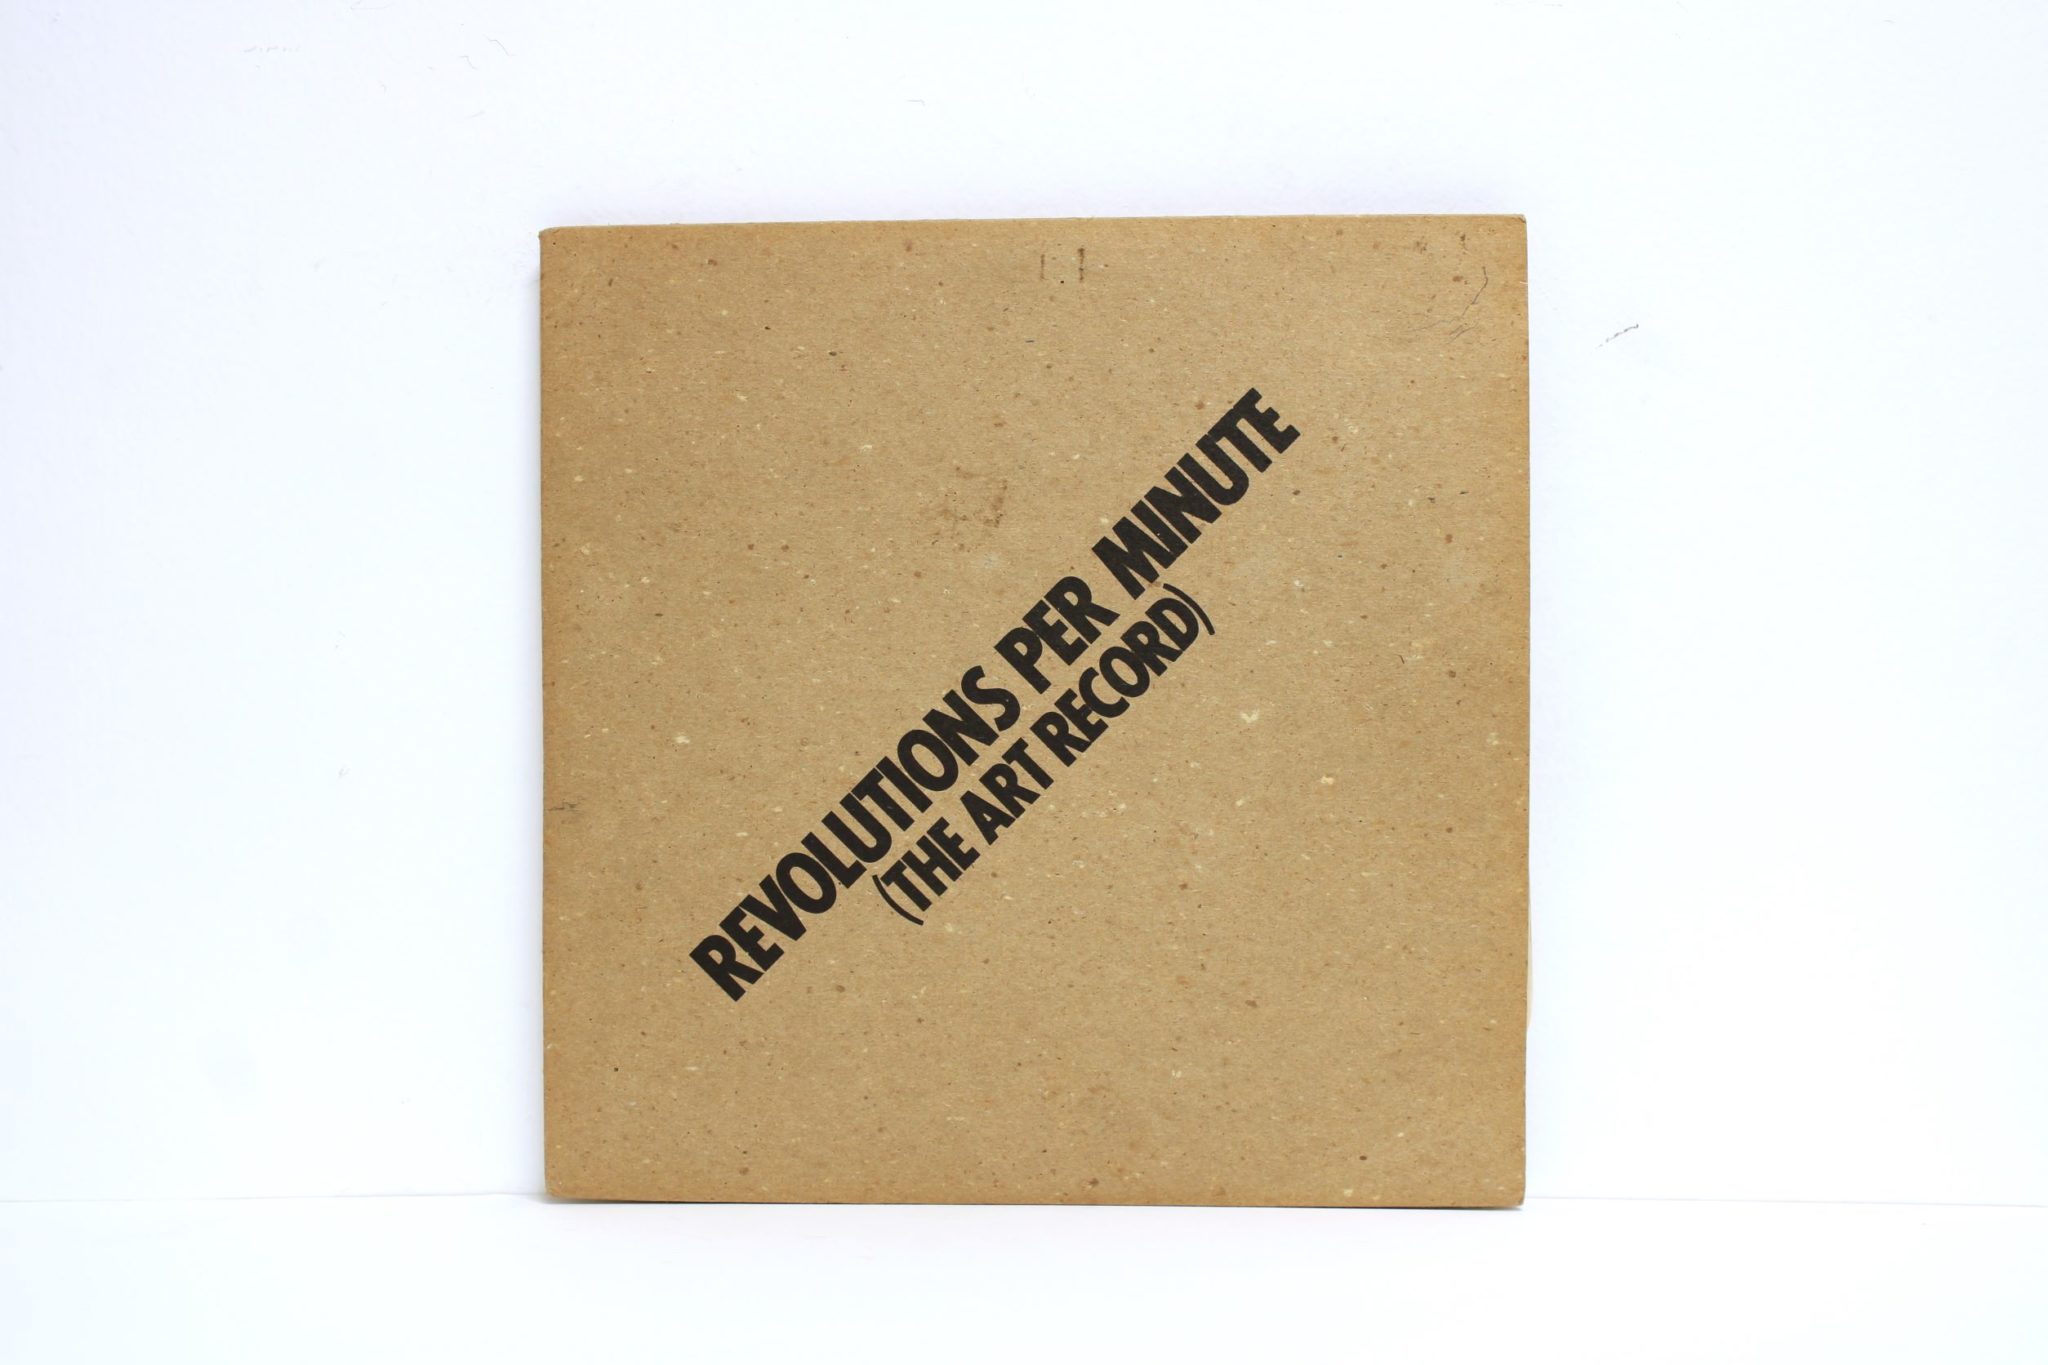 REVOLUTIONS PER MINUTE
(THE ART RECORD)